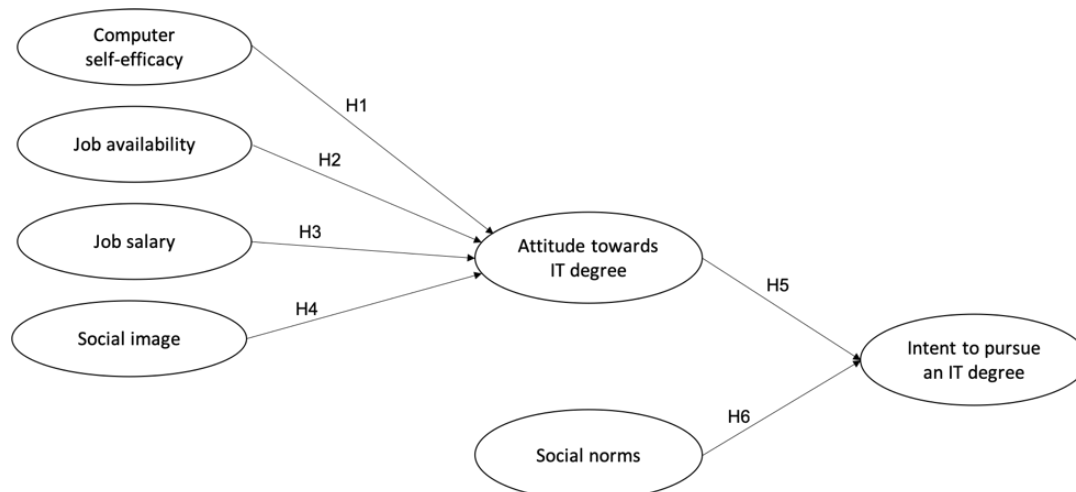 Computer
self-efficacy
H1
Job availability
H2
Job salary
H3
Social image
H4
Attitude towards
IT degree
H5
Intent to pursue
an IT degree
H6
Social norms